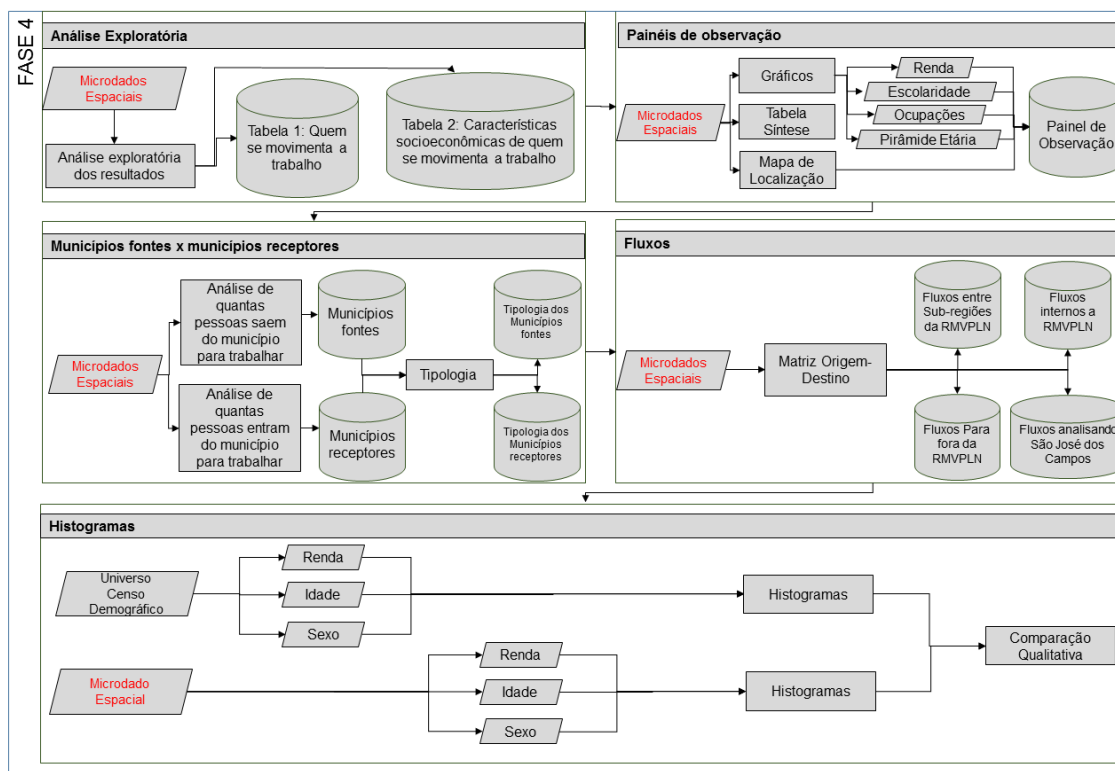 FASE 4
Análise Exploratória
Microdados
Espaciais
Análise exploratória
dos resultados
Tabela 1: Quem
se movimenta a
trabalho
Tabela 2: Características
socioeconômicas de quem
se movimenta a trabalho
Painéis de observação
Microdados
Espaciais
Gráficos
Tabela
Síntese
Mapa de
Localização
Renda
Escolaridade
Ocupações
Pirâmide Etária
Painel de
Observação
Municípios fontes x municípios receptores
Microdados
Espaciais
Análise de
quantas
pessoas saem
do município
para trabalhar
Análise de
quantas
pessoas entram
do município
para trabalhar
Municípios
fontes
Municípios
receptores
Tipologia
Tipologia dos
Municípios
fontes
Tipologia dos
Municípios
receptores
Fluxos
Microdados
Espaciais
Matriz Origem-
Destino
Fluxos entre
Sub-regiões
da RMVPLN
Fluxos
internos a
RMVPLN
Fluxos Para
fora da
RMVPLN
Fluxos analisando
São José dos
Campos
Histogramas
Universo
Censo
Demográfico
Renda
Idade
Sexo
Histogramas
Microdado
Espacial
Renda
Idade
Sexo
Histogramas
Comparação
Qualitativa